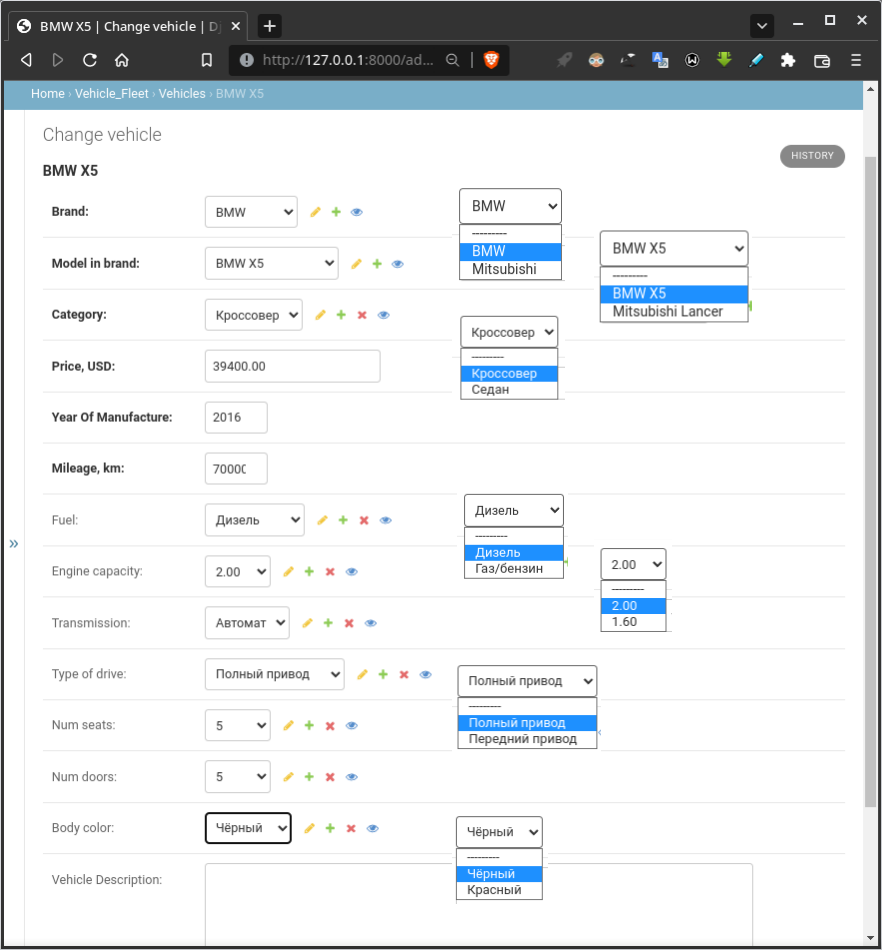 BMW X5 | Change vehicle | Dj
http://127.0.0.1:8000/ad...
Home › Vehicle_Fleet › Vehicles › BMW X5
Change vehicle
HISTORY
BMW X5
Brand: BMW
BMW
---------
BMW
Mitsubishi
Model in brand: BMW X5
BMW X5
---------
BMW X5
Mitsubishi Lancer
Category: Кроссовер
Кроссовер
---------
Кроссовер
Седан
Price, USD: 39400.00
Year Of Manufacture: 2016
Mileage, km: 70000
Fuel: Дизель
Дизель
---------
Дизель
Газ/бензин
Engine capacity: 2.00
2.00
---------
2.00
1.60
Transmission: Автомат
Type of drive: Полный привод
Полный привод
---------
Полный привод
Передний привод
Num seats: 5
Num doors: 5
Body color: Чёрный
Чёрный
---------
Чёрный
Красный
Vehicle Description:
»